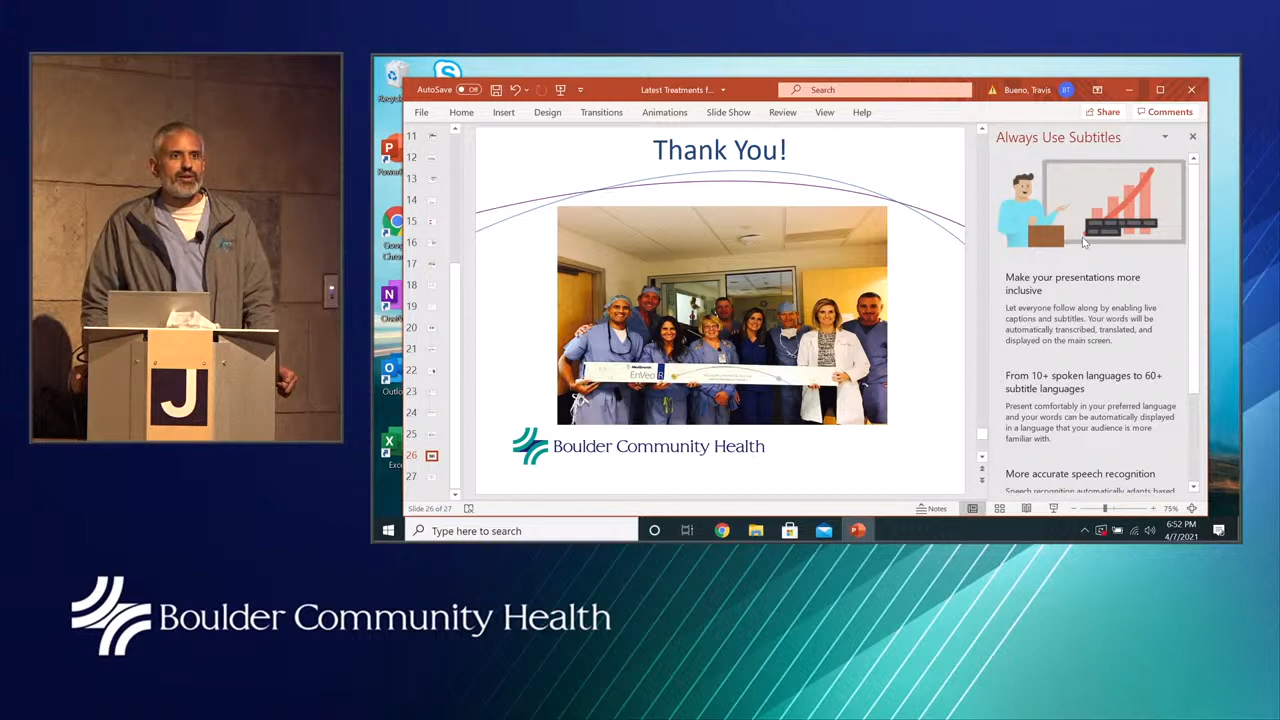 J
AutoSave Off
Latest Treatments f...
Search
Bueno, Travis
BT
File Home Insert Design Transitions Animations Slide Show Review View Help
Share
Comments
11
12
13
14
15
16
17
18
19
20
21
22
23
24
25
26
27
Thank You!
EnVeo R
Boulder Community Health
Always Use Subtitles
Make your presentations more
inclusive
Let everyone follow along by enabling live
captions and subtitles. Your words will be
automatically transcribed, translated, and
displayed on the main screen.
From 10+ spoken languages to 60+
subtitle languages
Present comfortably in your preferred language
and your words can be automatically displayed
in a language that your audience is more
familiar with.
More accurate speech recognition
Speech recognition automatically adapts based
Slide 26 of 27
Notes
75%
Type here to search
6:52 PM
4/7/2021
Boulder Community Health